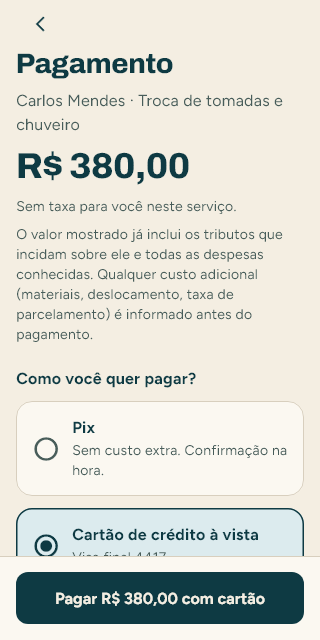 Pagamento
Carlos Mendes · Troca de tomadas e
chuveiro
R$ 380,00
Sem taxa para você neste serviço.
O valor mostrado já inclui os tributos que
incidam sobre ele e todas as despesas
conhecidas. Qualquer custo adicional
(materiais, deslocamento, taxa de
parcelamento) é informado antes do
pagamento.
Como você quer pagar?
Pix
Sem custo extra. Confirmação na
hora.
Cartão de crédito à vista
Visa final 4417
Pagar R$ 380,00 com cartão